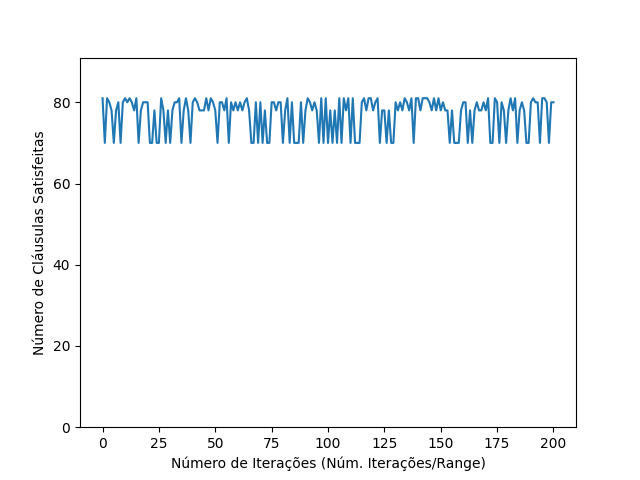 Número de Cláusulas Satisfeitas
80
60
40
20
0
0 25 50 75 100 125 150 175 200
Número de Iterações (Núm. Iterações/Range)